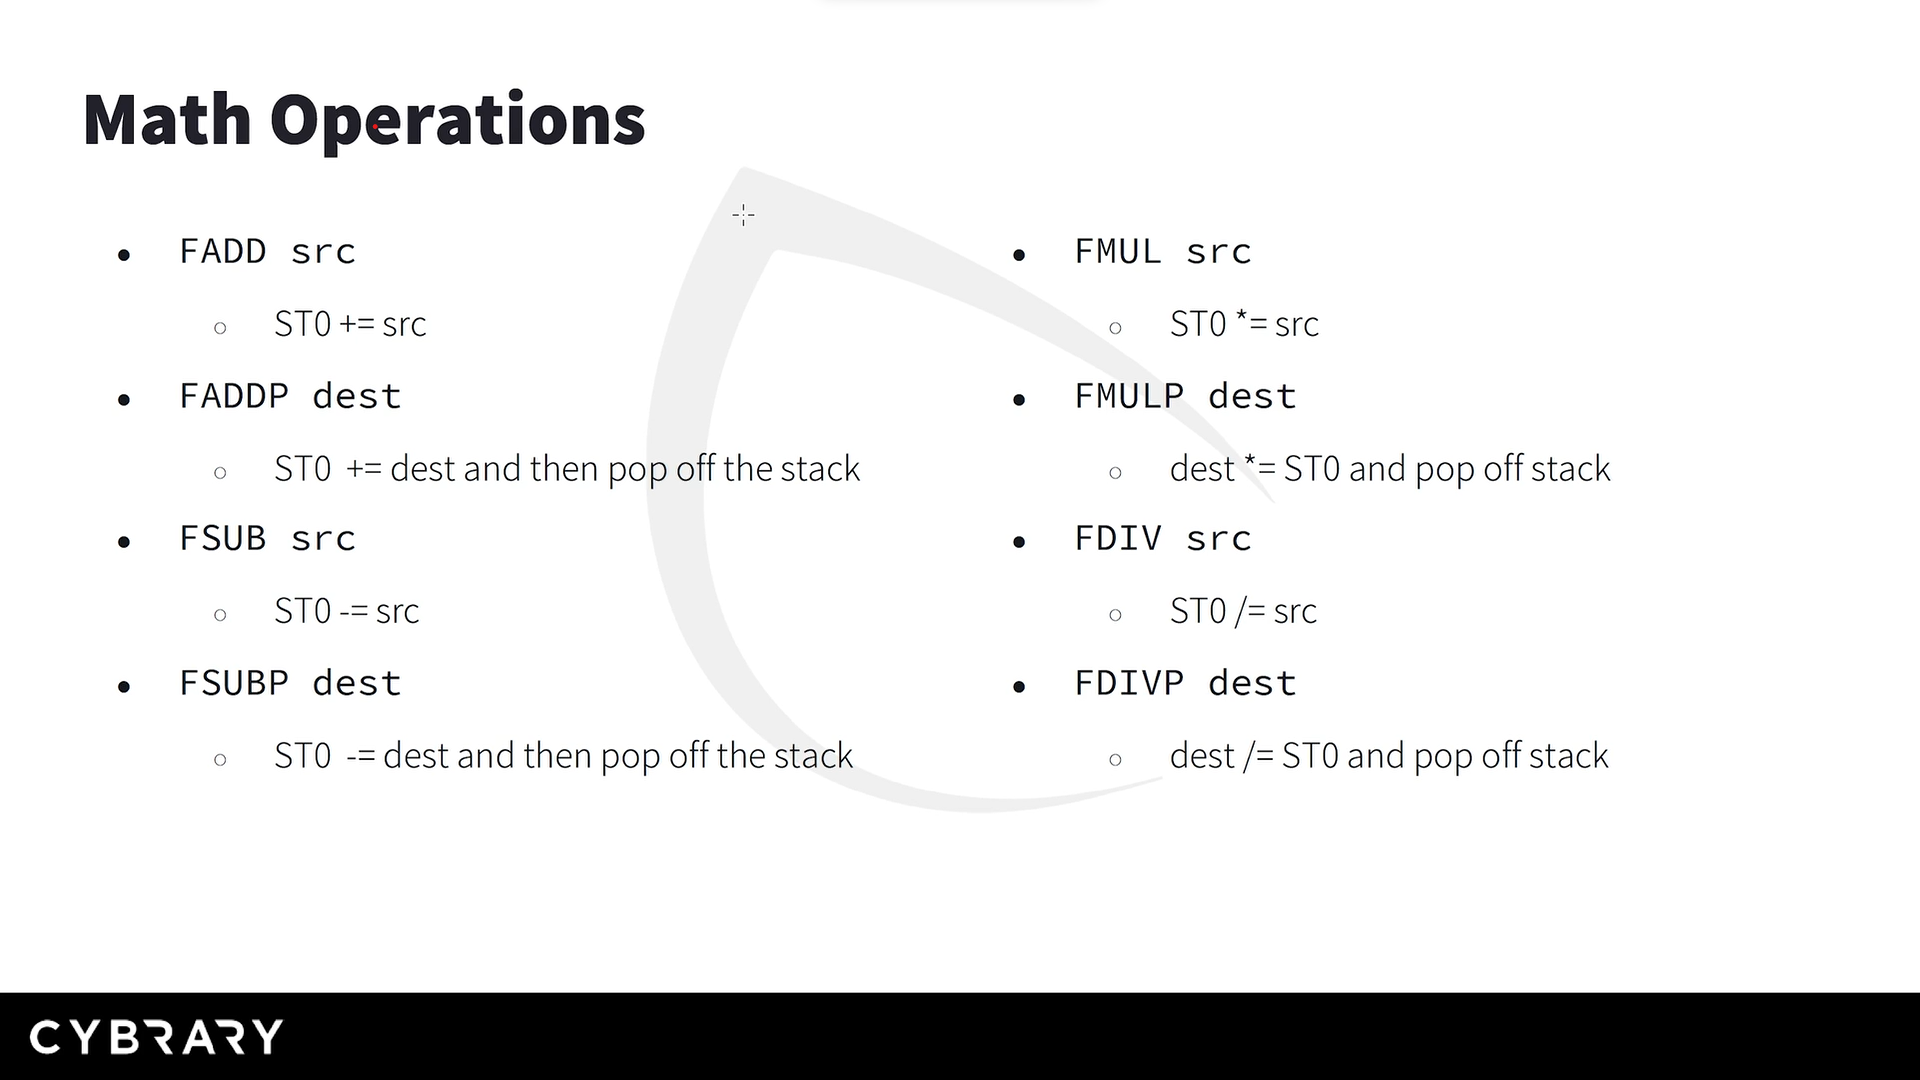 Math Operations
● FADD src
○ ST0 += src
● FADDP dest
○ ST0 += dest and then pop off the stack
● FSUB src
○ ST0 -= src
● FSUBP dest
○ ST0 -= dest and then pop off the stack
● FMUL src
○ ST0 *= src
● FMULP dest
○ dest *= ST0 and pop off stack
● FDIV src
○ ST0 /= src
● FDIVP dest
○ dest /= ST0 and pop off stack
CYBRARY